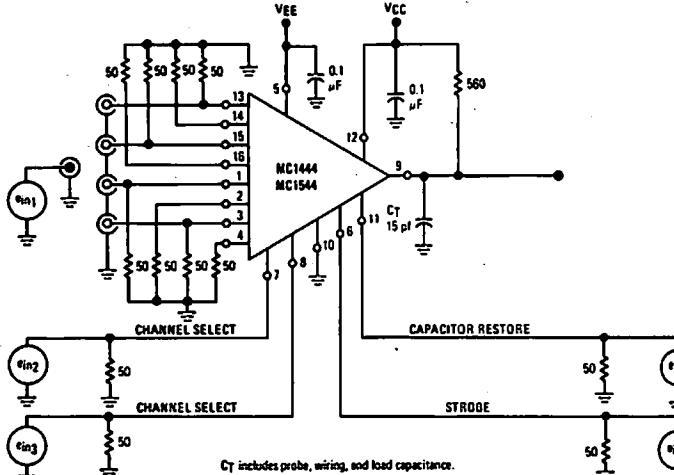 VEE
VCC
50
50
50
50
0.1
µF
0.1
µF
560
5
13
14
15
16
1
2
3
4
12
9
MC1444
MC1544
CT
15 pf
11
6
10
8
7
ein1
50
50
50
50
CHANNEL SELECT
CAPACITOR RESTORE
ein2
50
50
CHANNEL SELECT
STROBE
ein3
50
50
CT includes probe, wiring, and load capacitance.